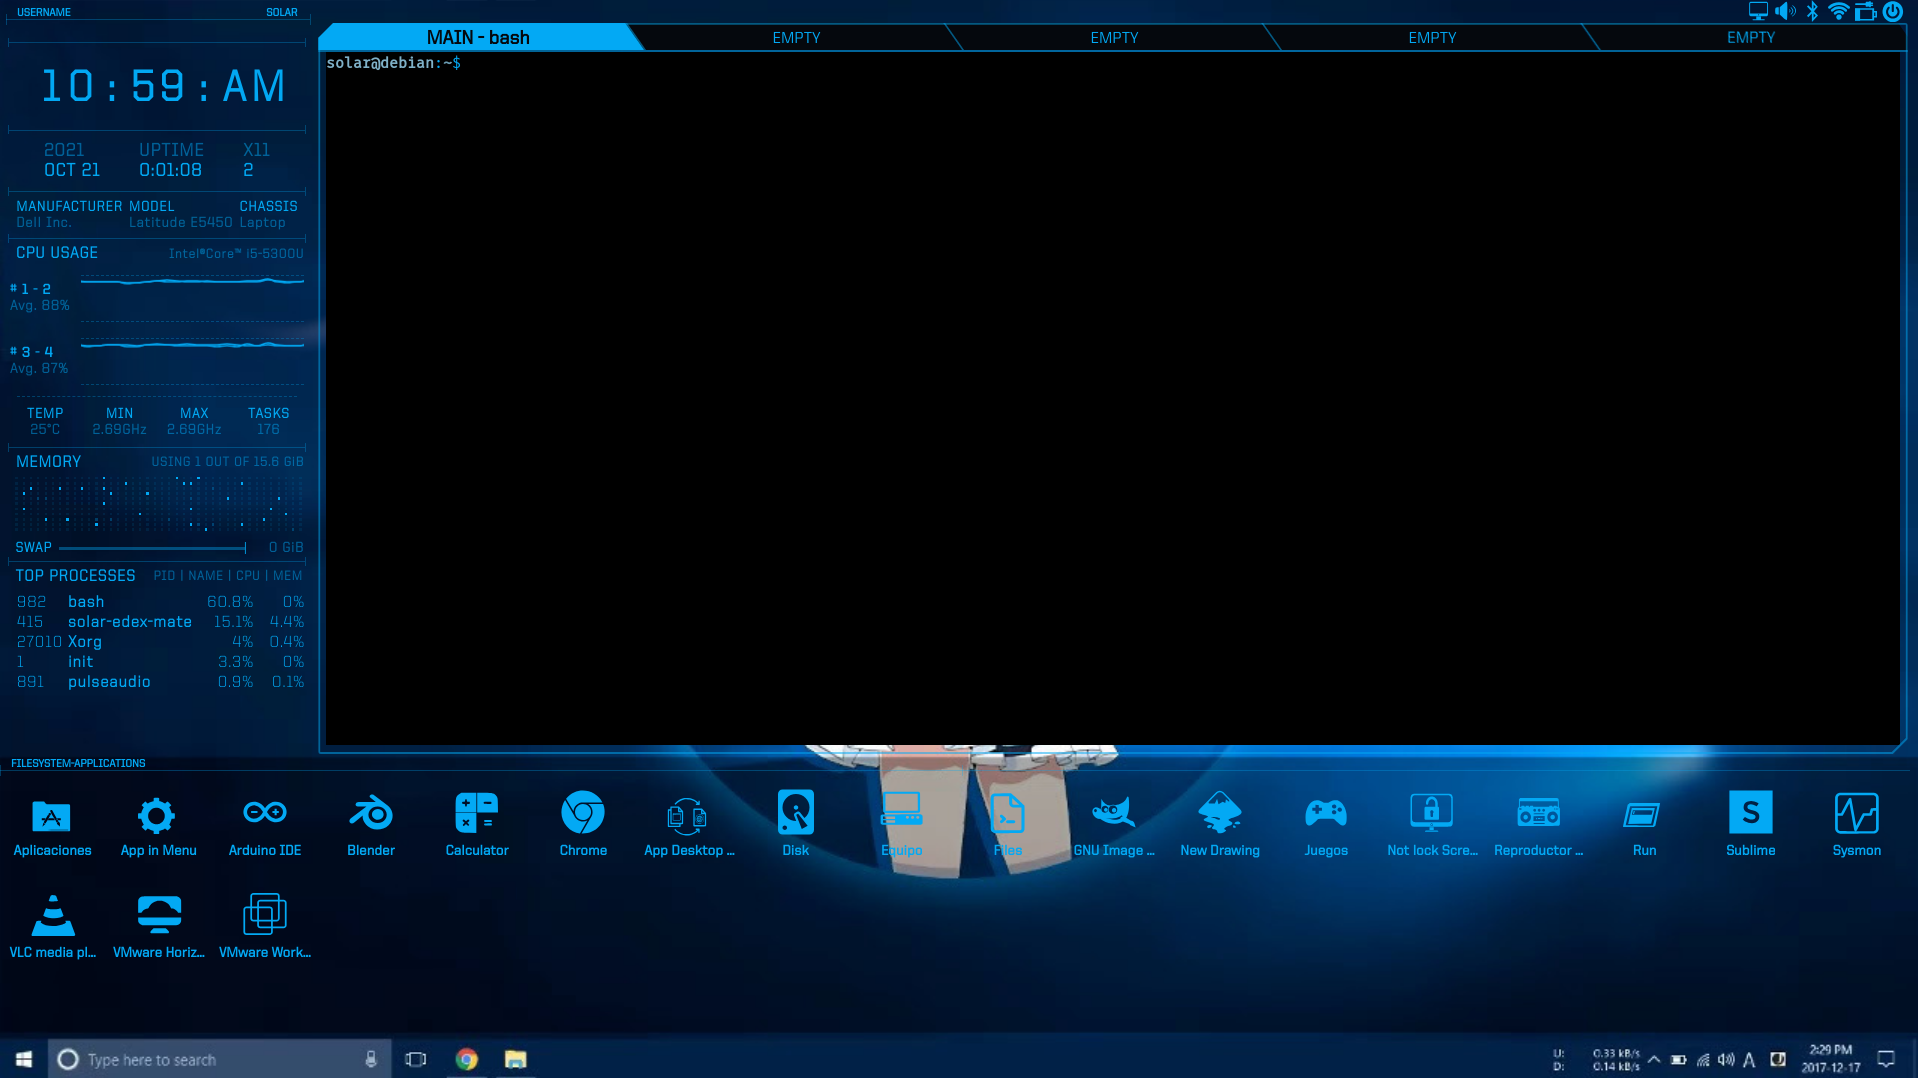 USERNAME SOLAR
10 : 59 : AM
2021 UPTIME X11
OCT 21 0:01:08 2
MANUFACTURER MODEL CHASSIS
Dell Inc. Latitude E5450 Laptop
CPU USAGE Intel®Core™ i5-5300U
# 1 - 2
Avg. 88%
# 3 - 4
Avg. 87%
TEMP MIN MAX TASKS
25°C 2.69GHz 2.69GHz 176
MEMORY USING 1 OUT OF 15.6 GiB
SWAP 0 GiB
TOP PROCESSES PID | NAME | CPU | MEM
982 bash 60.8% 0%
415 solar-edex-mate 15.1% 4.4%
27010 Xorg 4% 0.4%
1 init 3.3% 0%
891 pulseaudio 0.9% 0.1%
MAIN - bash EMPTY EMPTY EMPTY EMPTY
solar@debian:~$
FILESYSTEM-APPLICATIONS
Aplicaciones App in Menu Arduino IDE Blender Calculator Chrome App Desktop ... Disk Equipo Files GNU Image ... New Drawing Juegos Not lock Scre... Reproductor ... Run Sublime Sysmon
S
VLC media pl... VMware Horiz... VMware Work...
Type here to search
U: 0.33 kB/s
D: 0.14 kB/s
A
2:29 PM
2017-12-17